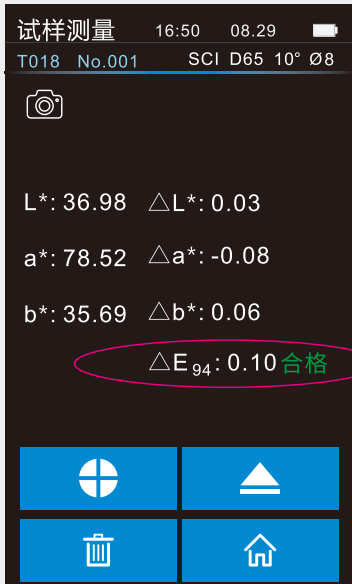 试样测量 16:50 08.29
T018 No.001 SCI D65 10° Ø8
L*: 36.98 △L*: 0.03
a*: 78.52 △a*: -0.08
b*: 35.69 △b*: 0.06
△E94: 0.10 合格